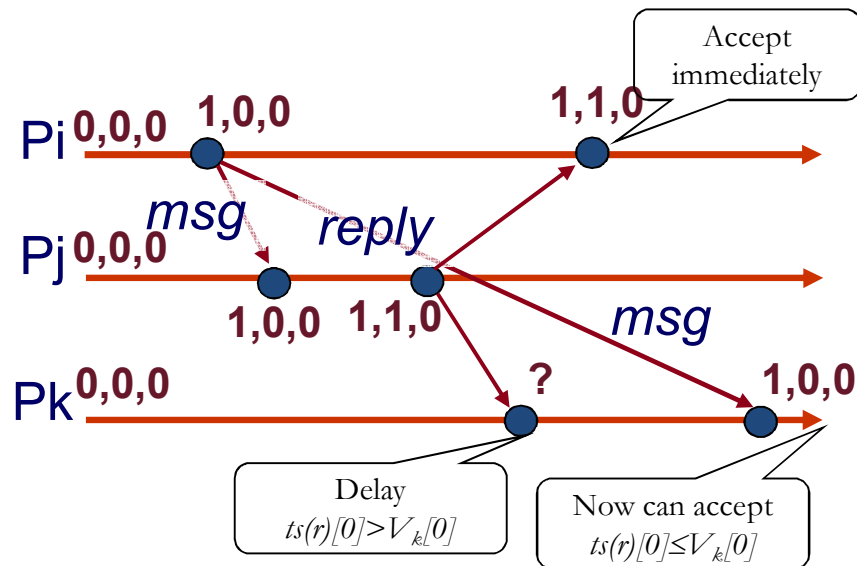 Accept
immediately
Pi 0,0,0
1,0,0
1,1,0
msg
reply
Pj 0,0,0
1,0,0
1,1,0
msg
Pk 0,0,0
?
1,0,0
Delay
ts(r)[0]>Vk[0]
Now can accept
ts(r)[0]≤Vk[0]